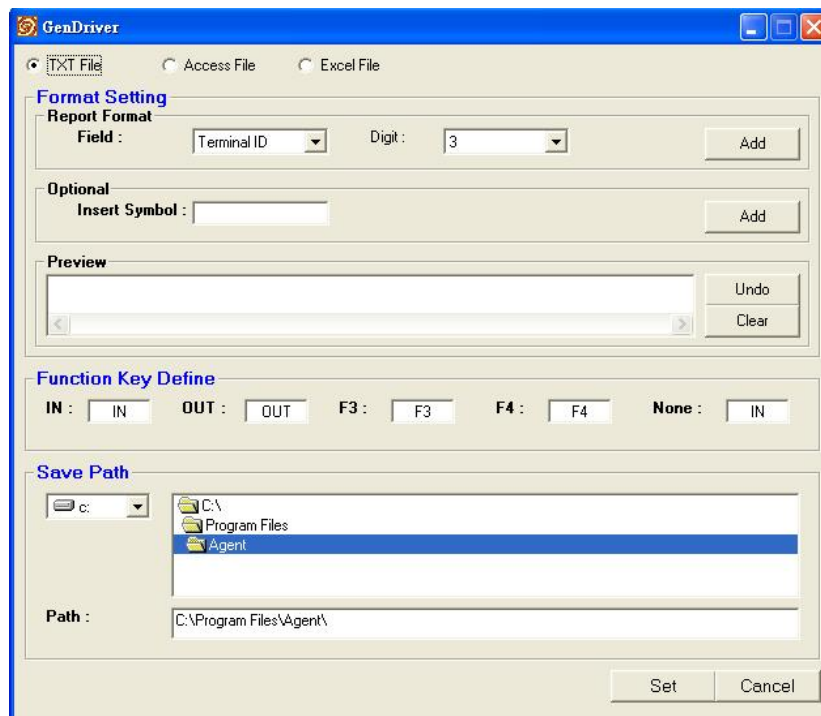 GenDriver
TXT File Access File Excel File
Format Setting
Report Format
Field : Terminal ID Digit : 3 Add
Optional
Insert Symbol : Add
Preview
Undo
Clear
Function Key Define
IN : IN OUT : OUT F3 : F3 F4 : F4 None : IN
Save Path
c: C:\
Program Files
Agent
Path : C:\Program Files\Agent\
Set Cancel